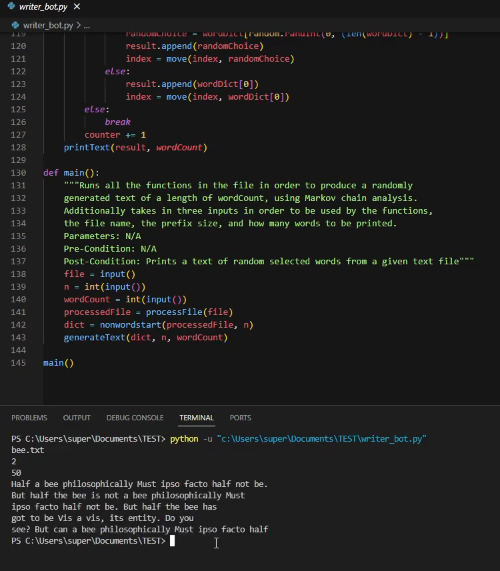 writer_bot.py ×
writer_bot.py > ...
119 randomChoice = wordDict[random.randint(0, (len(wordDict) - 1))]
120 result.append(randomChoice)
121 index = move(index, randomChoice)
122 else:
123 result.append(wordDict[0])
124 index = move(index, wordDict[0])
125 else:
126 break
127 counter += 1
128 printText(result, wordCount)
129
130 def main():
131 """Runs all the functions in the file in order to produce a randomly
132 generated text of a length of wordCount, using Markov chain analysis.
133 Additionally takes in three inputs in order to be used by the functions,
134 the file name, the prefix size, and how many words to be printed.
135 Parameters: N/A
136 Pre-Condition: N/A
137 Post-Condition: Prints a text of random selected words from a given text file"""
138 file = input()
139 n = int(input())
140 wordCount = int(input())
141 processedFile = processFile(file)
142 dict = nonwordstart(processedFile, n)
143 generateText(dict, n, wordCount)
144
145 main()
PROBLEMS OUTPUT DEBUG CONSOLE TERMINAL PORTS
PS C:\Users\super\Documents\TEST> python -u "c:\Users\super\Documents\TEST\writer_bot.py"
bee.txt
2
50
Half a bee philosophically Must ipso facto half not be.
But half the bee is not a bee philosophically Must
ipso facto half not be. But half the bee has
got to be Vis a vis, its entity. Do you
see? But can a bee philosophically Must ipso facto half
PS C:\Users\super\Documents\TEST>